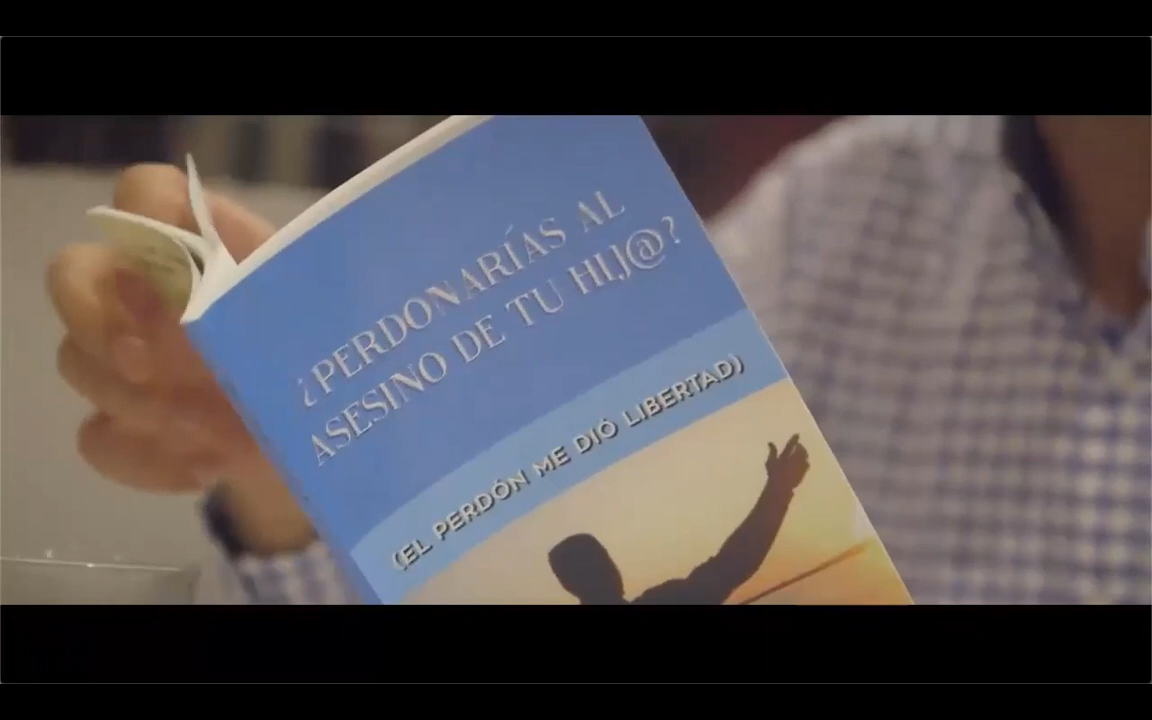 ¿PERDONARÍAS AL
ASESINO DE TU HIJ@?
(EL PERDÓN ME DIÓ LIBERTAD)